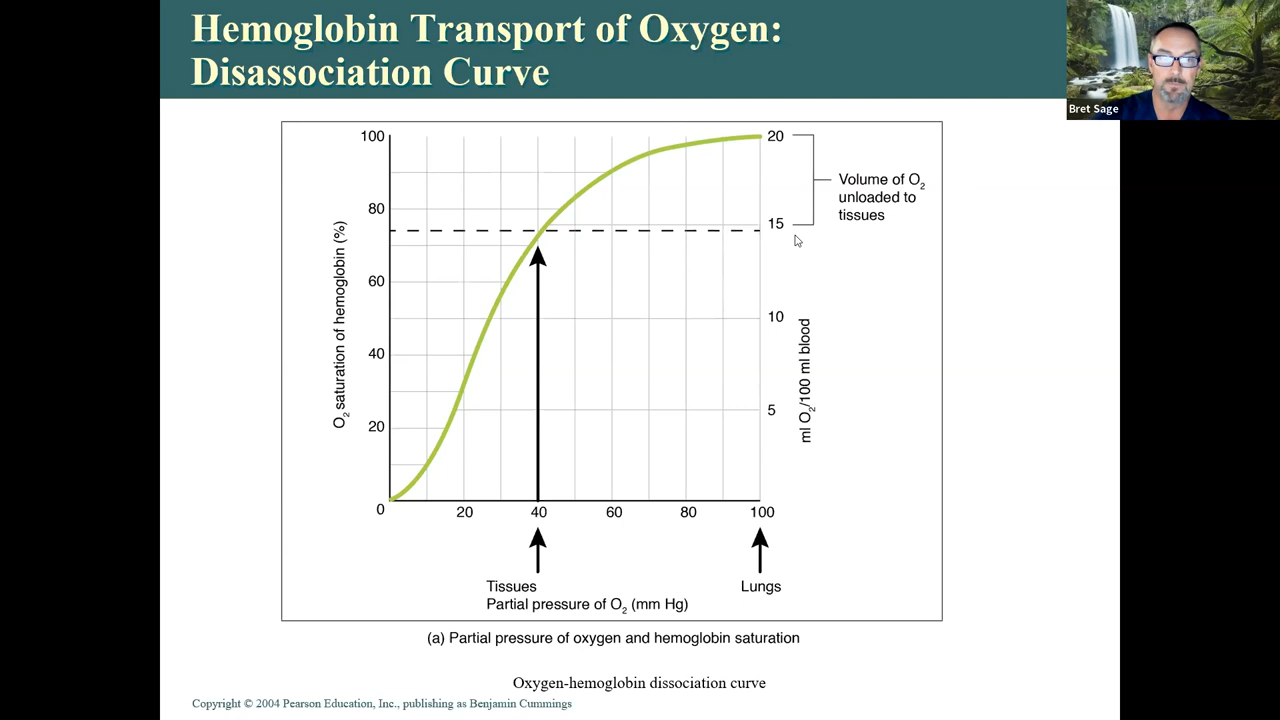 Hemoglobin Transport of Oxygen:
Disassociation Curve
Bret Sage
100
80
60
40
20
0
O2 saturation of hemoglobin (%)
20
15
10
5
ml O2/100 ml blood
Volume of O2
unloaded to
tissues
20 40 60 80 100
Tissues Lungs
Partial pressure of O2 (mm Hg)
(a) Partial pressure of oxygen and hemoglobin saturation
Oxygen-hemoglobin dissociation curve
Copyright © 2004 Pearson Education, Inc., publishing as Benjamin Cummings